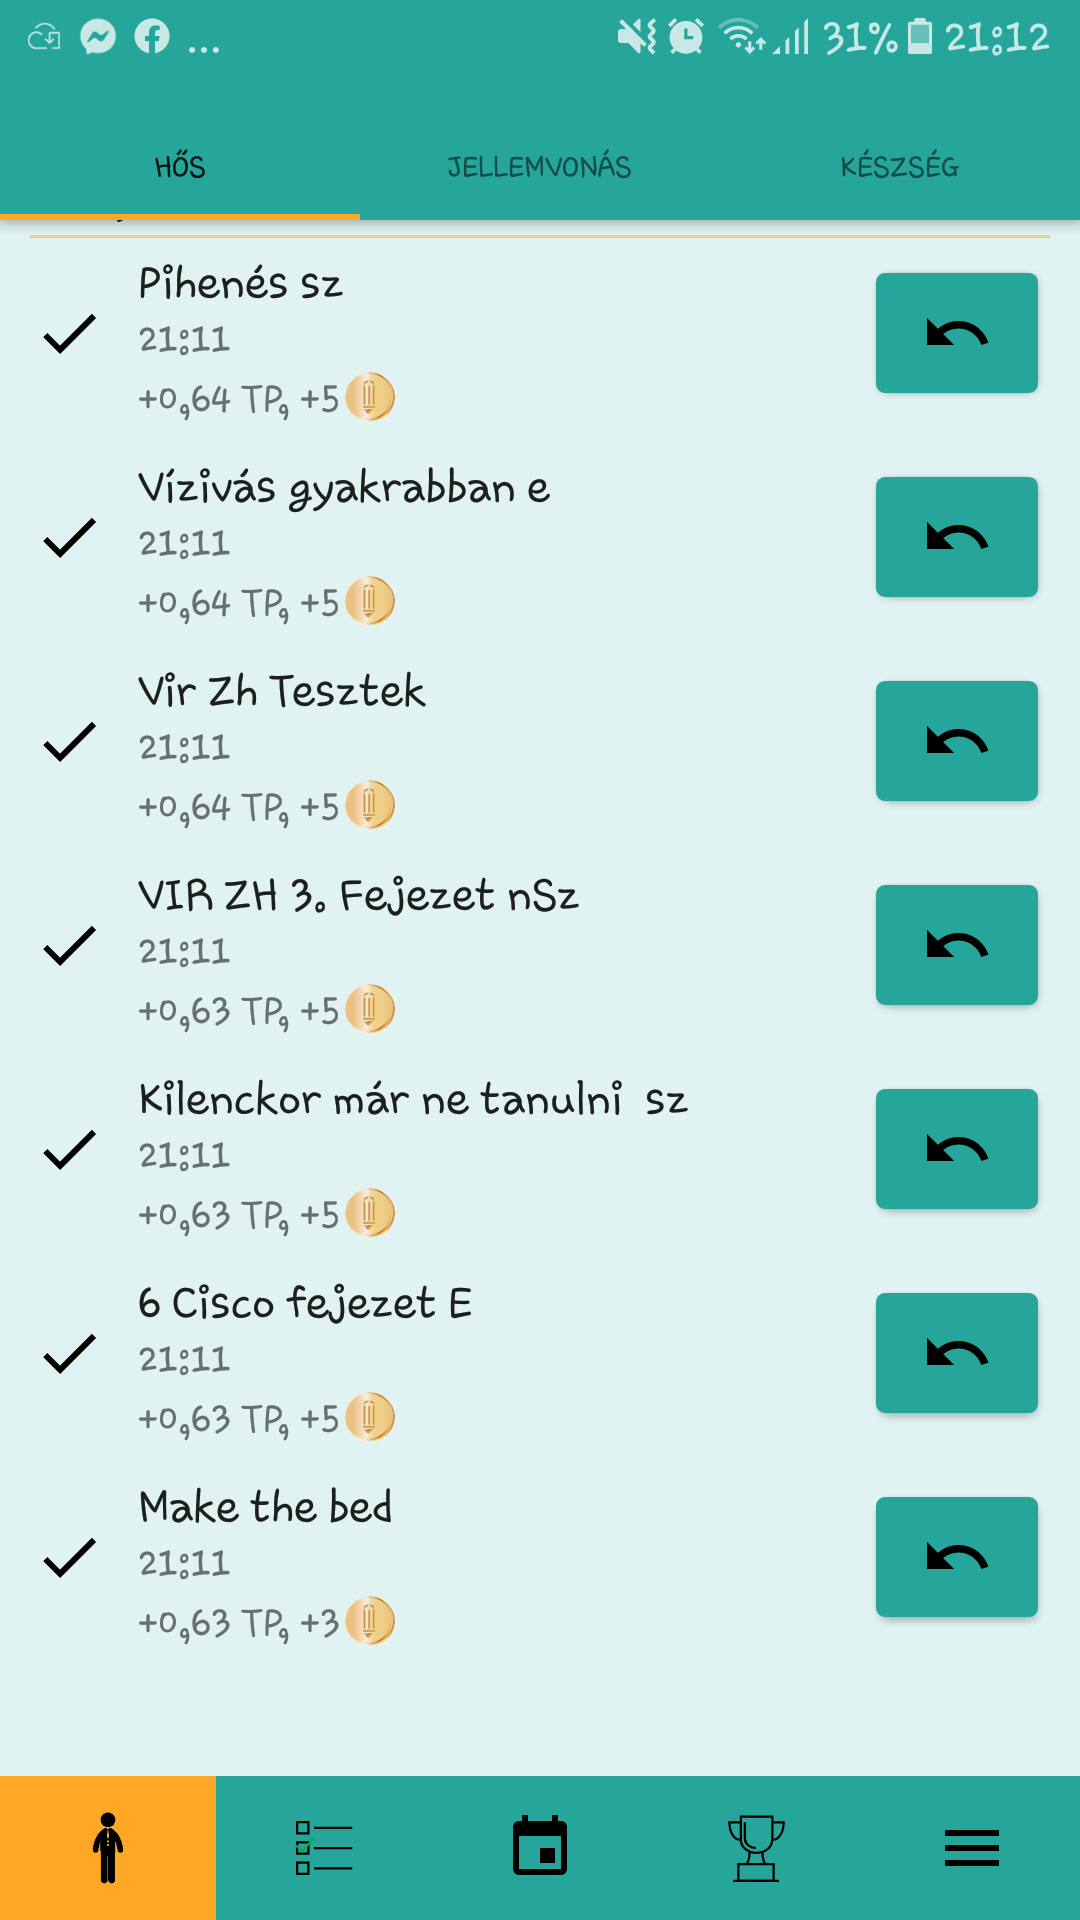 31% 21:12
HŐS JELLEMVONÁS KÉSZSÉG
Pihenés sz
21:11
+0,64 TP, +5
Vízivás gyakrabban e
21:11
+0,64 TP, +5
Vir Zh Tesztek
21:11
+0,64 TP, +5
VIR ZH 3. Fejezet nSz
21:11
+0,63 TP, +5
Kilenckor már ne tanulni  sz
21:11
+0,63 TP, +5
6 Cisco fejezet E
21:11
+0,63 TP, +5
Make the bed
21:11
+0,63 TP, +3